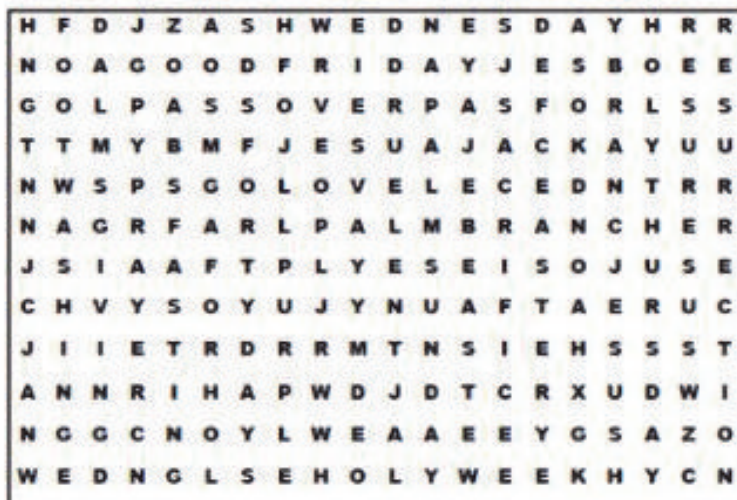 H F D J Z A S H W E D N E S D A Y H R R
N O A G O O D F R I D A Y J E S B O E E
G O L P A S S O V E R P A S F O R L S S
T T M Y B M F J E S U A J A C K A Y U U
N W S P S G O L O V E L E C E D N T R R
N A G R F A R L P A L M B R A N C H E R
J S I A A F T P L Y E S E I S O J U S E
C H V Y S O Y U J Y N U A F T A E R U C
J I I E T R D R R M T N S I E H S S S T
A N N R I H A P W D J D T C R X U D W I
N G G C N O Y L W E A A E E Y G S A Z O
W E D N G L S E H O L Y W E E K H Y C N